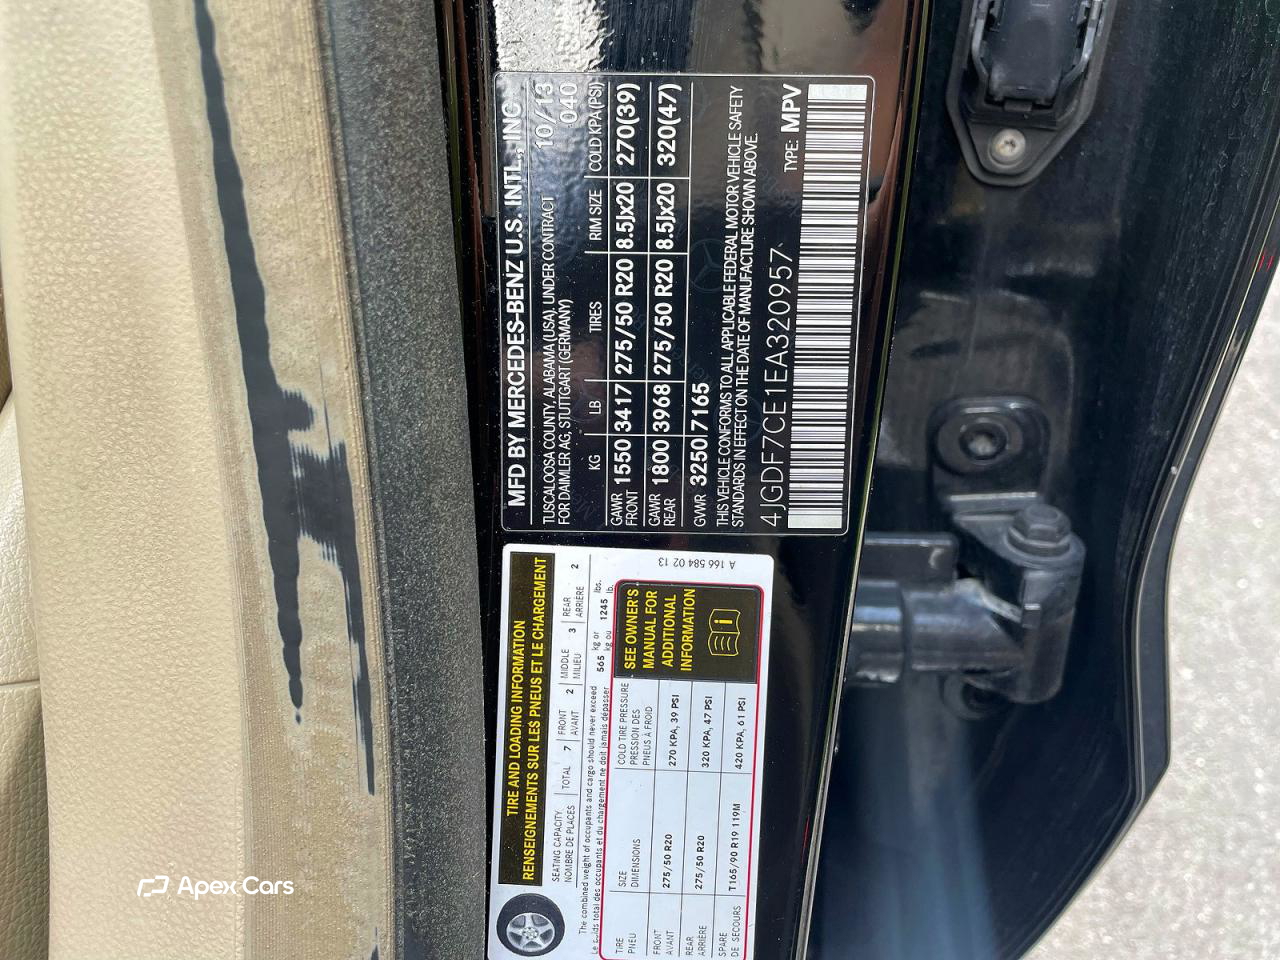 MFD BY MERCEDES-BENZ U.S. INTL., INC
TUSCALOOSA COUNTY, ALABAMA (USA), UNDER CONTRACT 10/13
FOR DAIMLER AG, STUTTGART (GERMANY) 040
KG LB TIRES RIM SIZE COLD KPA (PSI)
GAWR FRONT 1550 3417 275/50 R20 8.5Jx20 270(39)
GAWR REAR 1800 3968 275/50 R20 8.5Jx20 320(47)
GVWR 3250 7165
THIS VEHICLE CONFORMS TO ALL APPLICABLE FEDERAL MOTOR VEHICLE SAFETY
STANDARDS IN EFFECT ON THE DATE OF MANUFACTURE SHOWN ABOVE.
4JGDF7CE1EA320957 TYPE: MPV
TIRE AND LOADING INFORMATION
RENSEIGNEMENTS SUR LES PNEUS ET LE CHARGEMENT
SEATING CAPACITY TOTAL 7 FRONT 2 MIDDLE 3 REAR 2
NOMBRE DE PLACES AVANT MILIEU ARRIÈRE
The combined weight of occupants and cargo should never exceed 565 kg or 1245 lbs.
Le poids total des occupants et du chargement ne doit jamais dépasser kg ou lb.
TIRE SIZE COLD TIRE PRESSURE
PNEU DIMENSIONS PRESSION DES
PNEUS À FROID
FRONT 275/50 R20 270 KPA, 39 PSI
AVANT
REAR 275/50 R20 320 KPA, 47 PSI
ARRIÈRE
SPARE T165/90 R19 119M 420 KPA, 61 PSI
DE SECOURS
SEE OWNER'S
MANUAL FOR
ADDITIONAL
INFORMATION
A 166 584 02 13
Apex Cars